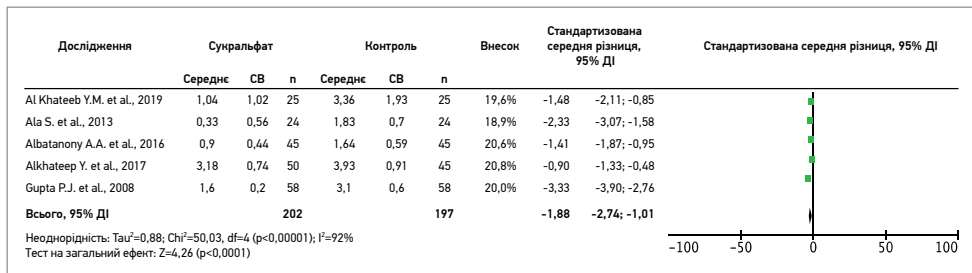 Дослідження Сукральфат Контроль Внесок Стандартизована середня різниця, 95% ДІ Стандартизована середня різниця, 95% ДІ
Середнє СВ n Середнє СВ n
Al Khateeb Y.M. et al., 2019 1,04 1,02 25 3,36 1,93 25 19,6% -1,48 -2,11; -0,85
Ala S. et al., 2013 0,33 0,56 24 1,83 0,7 24 18,9% -2,33 -3,07; -1,58
Albatanony A.A. et al., 2016 0,9 0,44 45 1,64 0,59 45 20,6% -1,41 -1,87; -0,95
Alkhateep Y. et al., 2017 3,18 0,74 50 3,93 0,91 45 20,8% -0,90 -1,33; -0,48
Gupta P.J. et al., 2008 1,6 0,2 58 3,1 0,6 58 20,0% -3,33 -3,90; -2,76
Всього, 95% ДІ 202 197 -1,88 -2,74; -1,01
Неоднорідність: Tau²=0,88; Chi²=50,03, df=4 (p<0,00001); I²=92%
Тест на загальний ефект: Z=4,26 (p<0,0001)
-100 -50 0 50 100